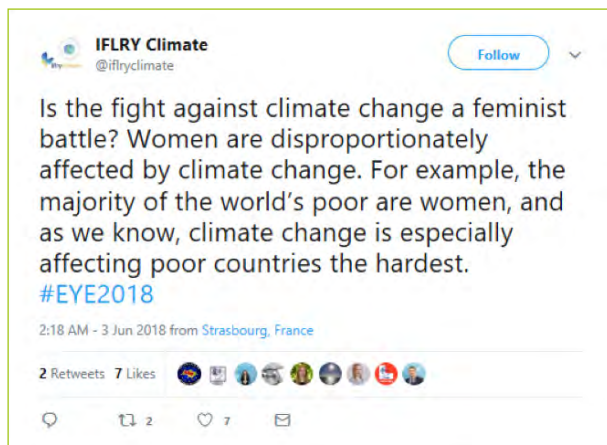 IFLRY Climate
@iflryclimate
Follow
Is the fight against climate change a feminist
battle? Women are disproportionately
affected by climate change. For example, the
majority of the world's poor are women, and
as we know, climate change is especially
affecting poor countries the hardest.
#EYE2018
2:18 AM - 3 Jun 2018 from Strasbourg, France
2 Retweets 7 Likes
2 7